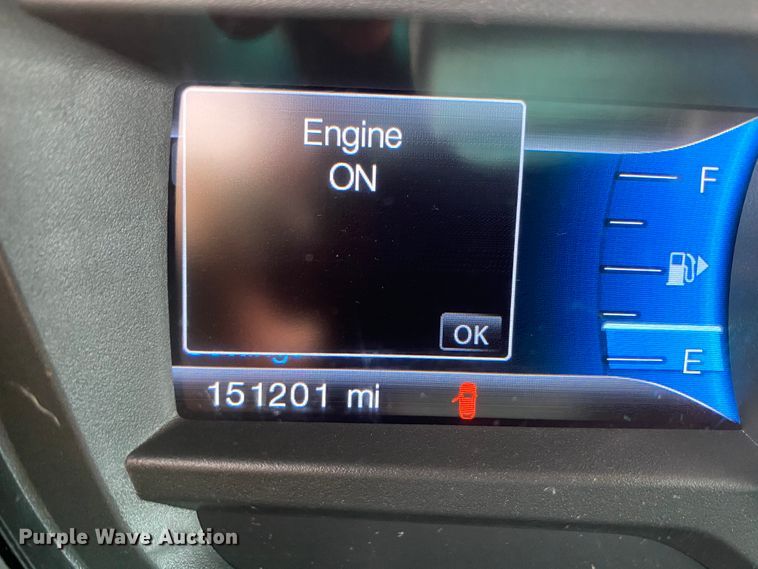 Engine
ON
F
OK
E
151201 mi
Purple Wave Auction